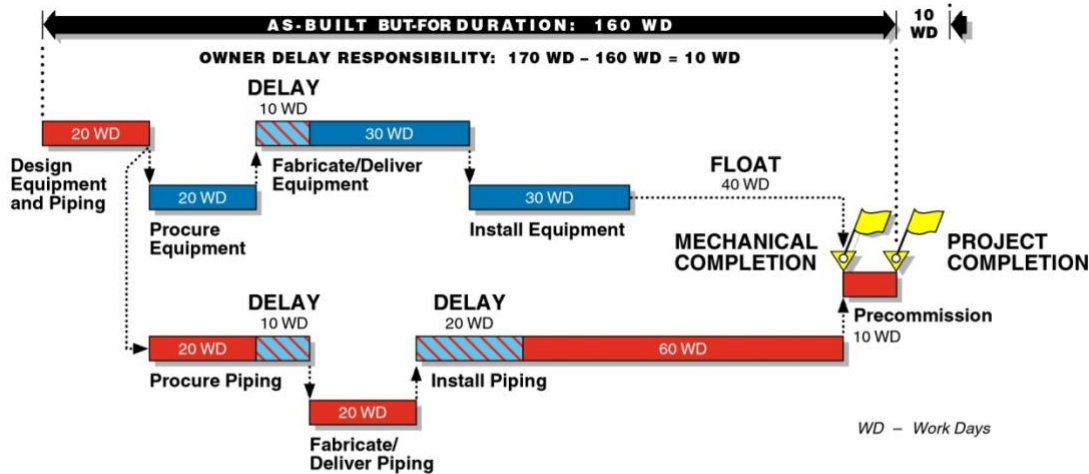 AS-BUILT BUT-FOR DURATION: 160 WD
10
WD
OWNER DELAY RESPONSIBILITY: 170 WD – 160 WD = 10 WD
DELAY
10 WD
20 WD
30 WD
Design
Equipment
and Piping
Fabricate/Deliver
Equipment
FLOAT
40 WD
20 WD
30 WD
Procure
Equipment
Install Equipment
MECHANICAL
COMPLETION
PROJECT
COMPLETION
DELAY
10 WD
DELAY
20 WD
Precommission
10 WD
20 WD
60 WD
Procure Piping
Install Piping
20 WD
Fabricate/
Deliver Piping
WD – Work Days